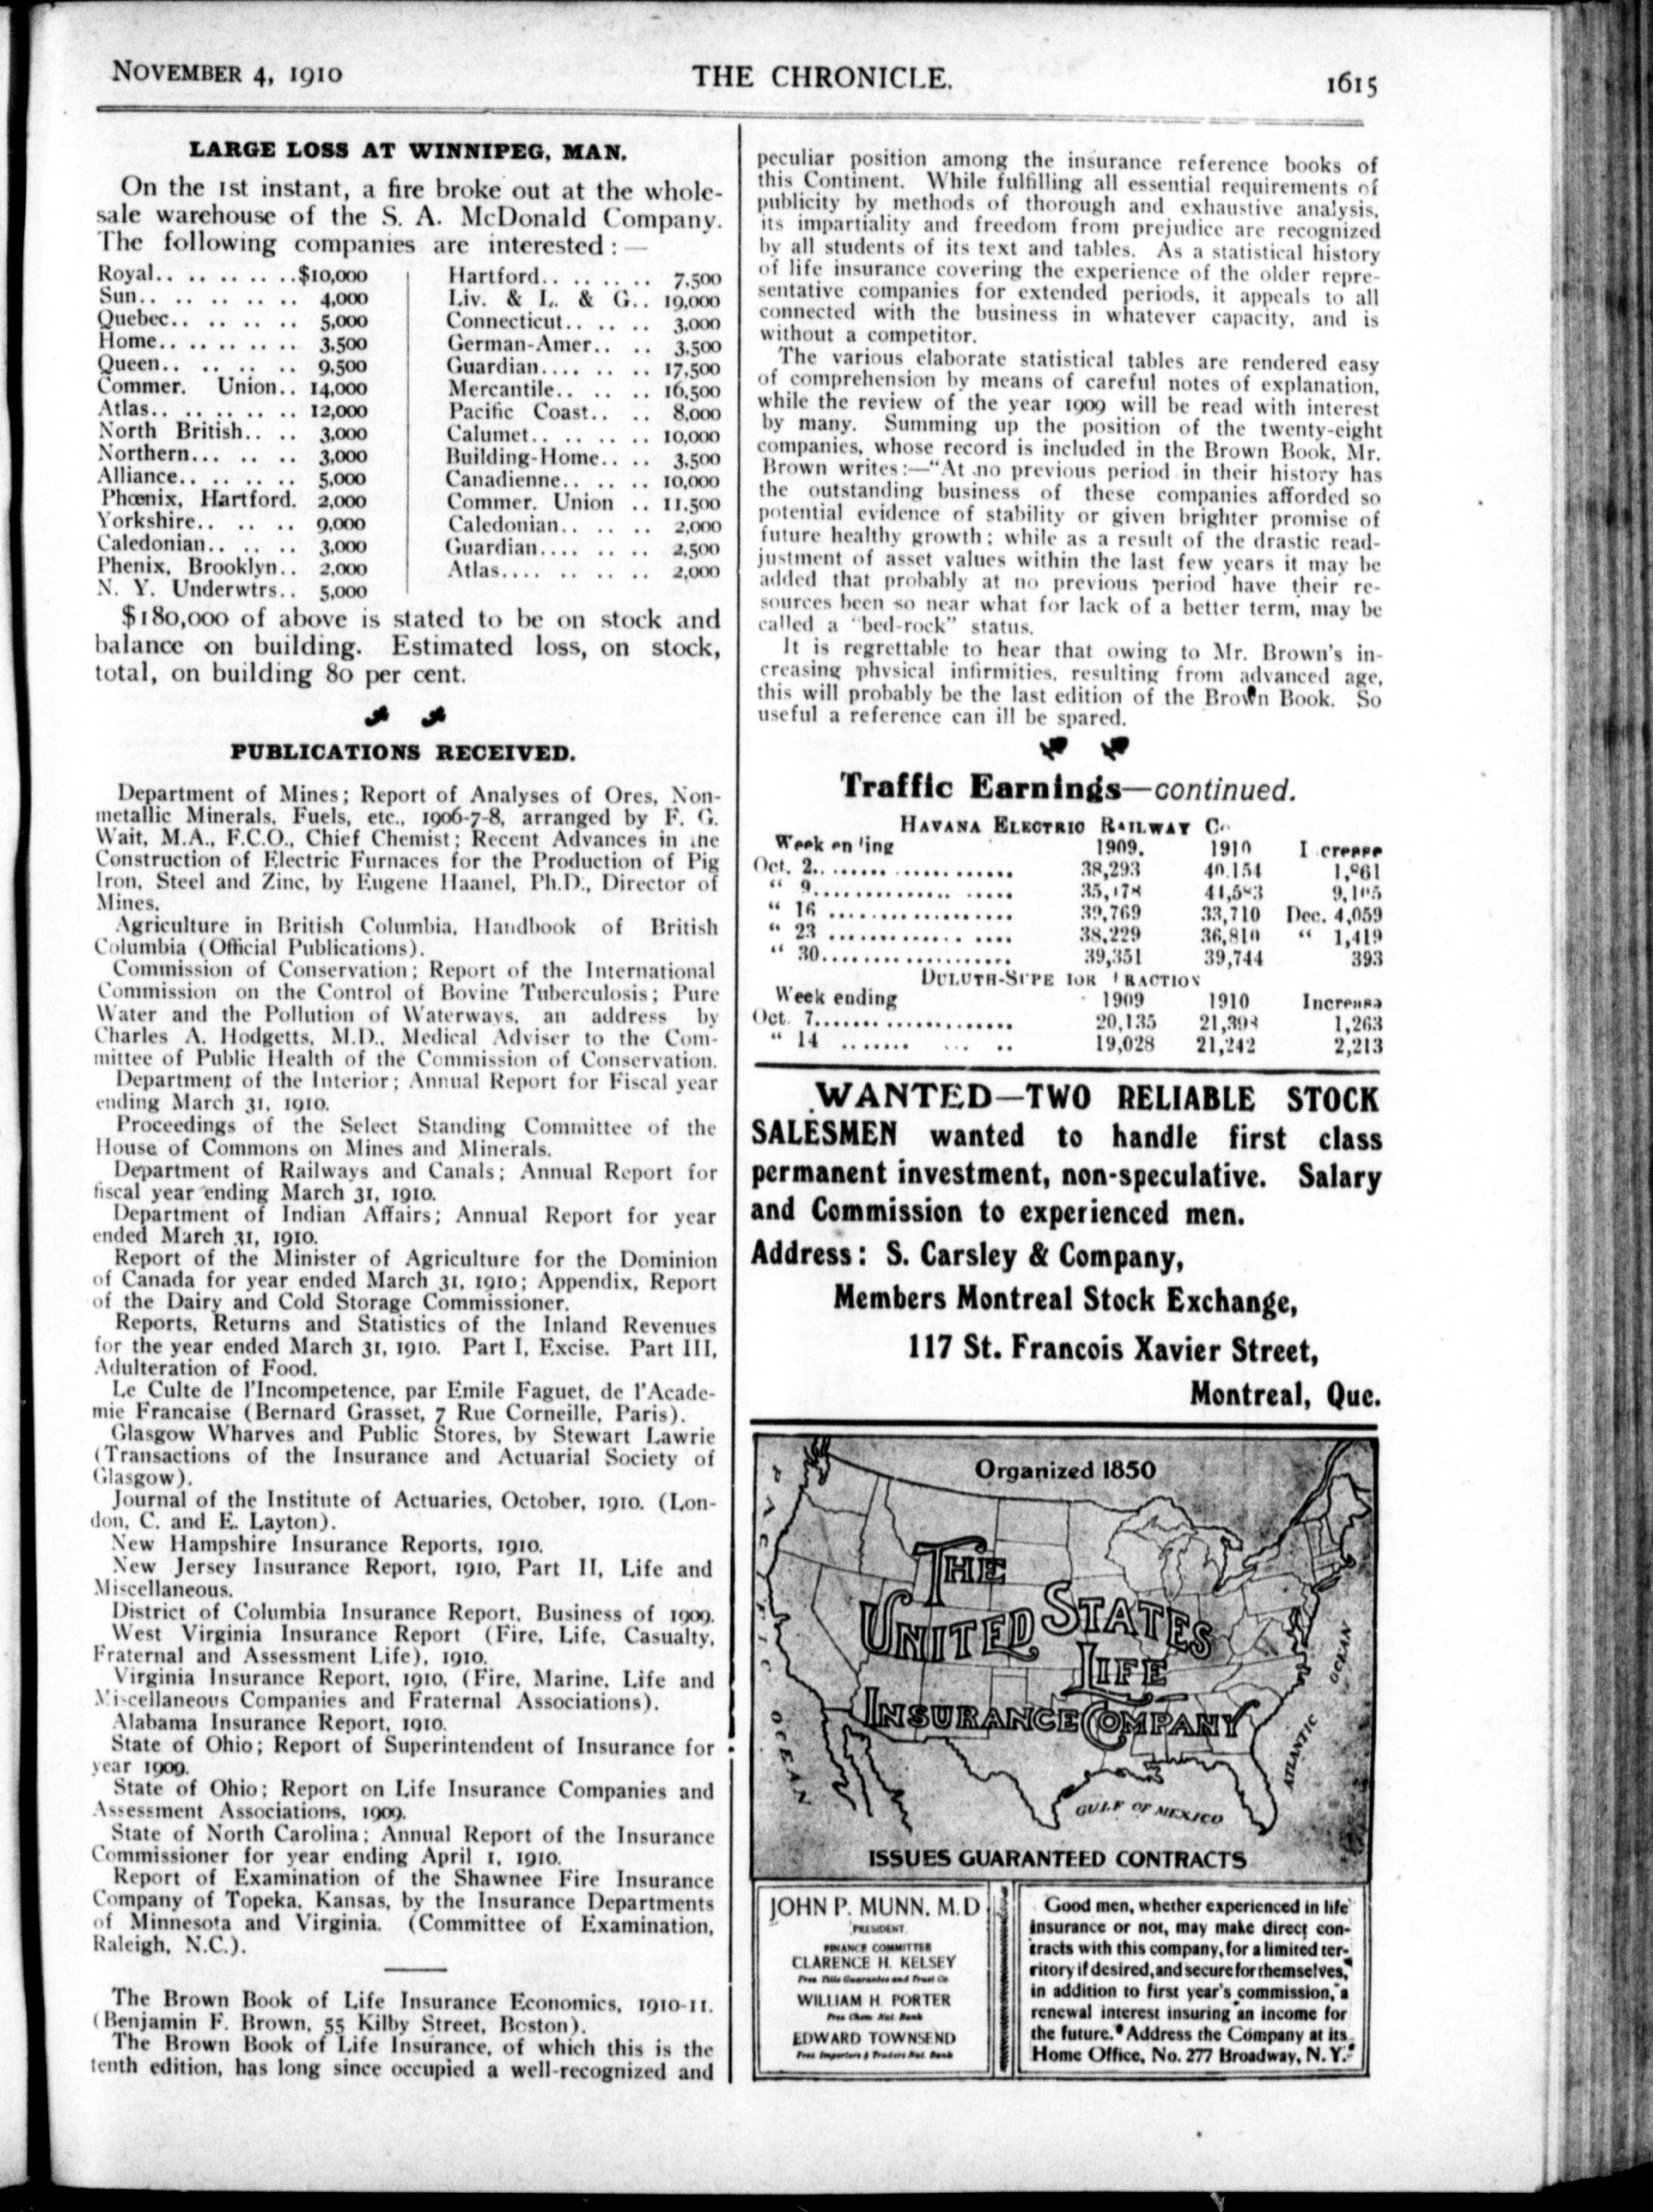 NOVEMBER 4, 1910 THE CHRONICLE. 1615
LARGE LOSS AT WINNIPEG, MAN.
On the 1st instant, a fire broke out at the whole-
sale warehouse of the S. A. McDonald Company.
The following companies are interested:—
Royal.. .. .. .. ..$10,000
Sun.. .. .. .. .. .. 4,000
Quebec.. .. .. .. .. 5,000
Home.. .. .. .. .. 3,500
Queen.. .. .. .. .. 9,500
Commer. Union.. 14,000
Atlas.. .. .. .. .. .. 12,000
North British.. .. 3,000
Northern... .. .. .. 3,000
Alliance.. .. .. .. .. 5,000
Phœnix, Hartford. 2,000
Yorkshire.. .. .. .. 9,000
Caledonian.. .. .. 3,000
Phenix, Brooklyn.. 2,000
N. Y. Underwtrs.. 5,000
Hartford.. .. .. .. .. 7,500
Liv. & L. & G.. 19,000
Connecticut.. .. .. 3,000
German-Amer.. .. 3,500
Guardian.... .. .. .. 17,500
Mercantile.. .. .. .. 16,500
Pacific Coast.. .. 8,000
Calumet.. .. .. .. .. 10,000
Building-Home.. .. 3,500
Canadienne.. .. .. .. 10,000
Commer. Union .. 11,500
Caledonian.. .. .. .. 2,000
Guardian.... .. .. .. 2,500
Atlas.... .. .. .. .. 2,000
$180,000 of above is stated to be on stock and
balance on building. Estimated loss, on stock,
total, on building 80 per cent.
PUBLICATIONS RECEIVED.
Department of Mines; Report of Analyses of Ores, Non-
metallic Minerals, Fuels, etc., 1906-7-8, arranged by F. G.
Wait, M.A., F.C.O., Chief Chemist; Recent Advances in the
Construction of Electric Furnaces for the Production of Pig
Iron, Steel and Zinc, by Eugene Haanel, Ph.D., Director of
Mines.
Agriculture in British Columbia, Handbook of British
Columbia (Official Publications).
Commission of Conservation; Report of the International
Commission on the Control of Bovine Tuberculosis; Pure
Water and the Pollution of Waterways, an address by
Charles A. Hodgetts, M.D., Medical Adviser to the Com-
mittee of Public Health of the Commission of Conservation.
Department of the Interior; Annual Report for Fiscal year
ending March 31, 1910.
Proceedings of the Select Standing Committee of the
House of Commons on Mines and Minerals.
Department of Railways and Canals; Annual Report for
fiscal year ending March 31, 1910.
Department of Indian Affairs; Annual Report for year
ended March 31, 1910.
Report of the Minister of Agriculture for the Dominion
of Canada for year ended March 31, 1910; Appendix, Report
of the Dairy and Cold Storage Commissioner.
Reports, Returns and Statistics of the Inland Revenues
for the year ended March 31, 1910. Part I, Excise. Part III,
Adulteration of Food.
Le Culte de l'Incompetence, par Emile Faguet, de l'Acade-
mie Francaise (Bernard Grasset, 7 Rue Corneille, Paris).
Glasgow Wharves and Public Stores, by Stewart Lawrie
(Transactions of the Insurance and Actuarial Society of
Glasgow).
Journal of the Institute of Actuaries, October, 1910. (Lon-
don, C. and E. Layton).
New Hampshire Insurance Reports, 1910.
New Jersey Insurance Report, 1910, Part II, Life and
Miscellaneous.
District of Columbia Insurance Report, Business of 1909.
West Virginia Insurance Report (Fire, Life, Casualty,
Fraternal and Assessment Life), 1910.
Virginia Insurance Report, 1910, (Fire, Marine, Life and
Miscellaneous Companies and Fraternal Associations).
Alabama Insurance Report, 1910.
State of Ohio; Report of Superintendent of Insurance for
year 1909.
State of Ohio; Report on Life Insurance Companies and
Assessment Associations, 1909.
State of North Carolina; Annual Report of the Insurance
Commissioner for year ending April 1, 1910.
Report of Examination of the Shawnee Fire Insurance
Company of Topeka, Kansas, by the Insurance Departments
of Minnesota and Virginia. (Committee of Examination,
Raleigh, N.C.).
The Brown Book of Life Insurance Economics, 1910-11.
(Benjamin F. Brown, 55 Kilby Street, Boston).
The Brown Book of Life Insurance, of which this is the
tenth edition, has long since occupied a well-recognized and
peculiar position among the insurance reference books of
this Continent. While fulfilling all essential requirements of
publicity by methods of thorough and exhaustive analysis,
its impartiality and freedom from prejudice are recognized
by all students of its text and tables. As a statistical history
of life insurance covering the experience of the older repre-
sentative companies for extended periods, it appeals to all
connected with the business in whatever capacity, and is
without a competitor.
The various elaborate statistical tables are rendered easy
of comprehension by means of careful notes of explanation,
while the review of the year 1909 will be read with interest
by many. Summing up the position of the twenty-eight
companies, whose record is included in the Brown Book, Mr.
Brown writes:—"At no previous period in their history has
the outstanding business of these companies afforded so
potential evidence of stability or given brighter promise of
future healthy growth; while as a result of the drastic read-
justment of asset values within the last few years it may be
added that probably at no previous period have their re-
sources been so near what for lack of a better term, may be
called a "bed-rock" status.
It is regrettable to hear that owing to Mr. Brown's in-
creasing physical infirmities, resulting from advanced age,
this will probably be the last edition of the Brown Book. So
useful a reference can ill be spared.
Traffic Earnings—continued.
HAVANA ELECTRIC RAILWAY Co.
Week ending 1909. 1910 Increase
Oct. 2.. ...... ........... 38,293 40,154 1,861
" 9.................. ..... 35,178 41,583 9,105
" 16 .................. 39,769 33,710 Dec. 4,059
" 23 ............. .... 38,229 36,810 " 1,419
" 30................... 39,351 39,744 393
DULUTH-SUPERIOR TRACTION
Week ending 1909 1910 Increase
Oct. 7...................... 20,135 21,398 1,263
" 14 ....... ... .. 19,028 21,242 2,213
WANTED—TWO RELIABLE STOCK
SALESMEN wanted to handle first class
permanent investment, non-speculative. Salary
and Commission to experienced men.
Address: S. Carsley & Company,
Members Montreal Stock Exchange,
117 St. Francois Xavier Street,
Montreal, Que.
Organized 1850
THE
UNITED STATES
LIFE
INSURANCE COMPANY
PACIFIC OCEAN
ATLANTIC OCEAN
GULF OF MEXICO
ISSUES GUARANTEED CONTRACTS
JOHN P. MUNN, M.D
PRESIDENT
FINANCE COMMITTEE
CLARENCE H. KELSEY
Pres. Title Guarantee and Trust Co.
WILLIAM H. PORTER
Pres Chem. Nat. Bank
EDWARD TOWNSEND
Pres. Importers & Traders Nat. Bank
Good men, whether experienced in life
insurance or not, may make direct con-
tracts with this company, for a limited ter-
ritory if desired, and secure for themselves,
in addition to first year's commission, a
renewal interest insuring an income for
the future. Address the Company at its
Home Office, No. 277 Broadway, N. Y.